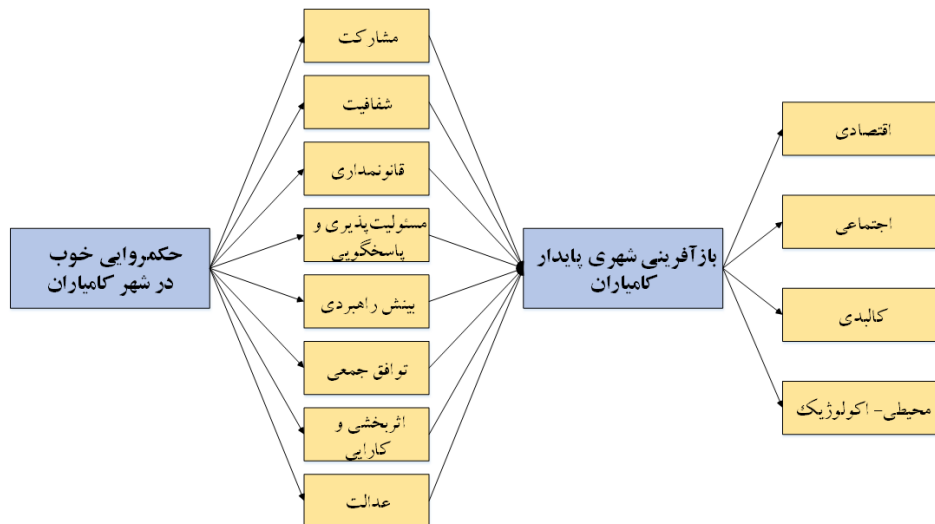 حکمروایی خوب
در شهر کامیاران
مشارکت
شفافیت
قانونمداری
مسئولیت‌پذیری و
پاسخگویی
بینش راهبردی
توافق جمعی
اثربخشی و
کارایی
عدالت
بازآفرینی شهری پایدار
کامیاران
اقتصادی
اجتماعی
کالبدی
محیطی- اکولوژیک